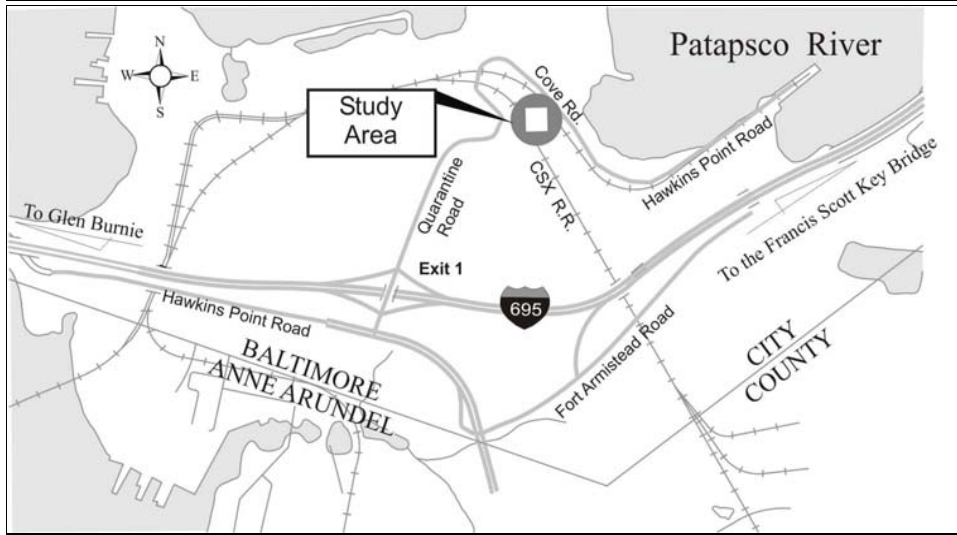 Patapsco River
N
W E
S
Study
Area
Cove Rd.
Hawkins Point Road
CSX R.R.
Quarantine
Road
To Glen Burnie
To the Francis Scott Key Bridge
Exit 1
695
Hawkins Point Road
Fort Armistead Road
BALTIMORE
ANNE ARUNDEL
CITY
COUNTY